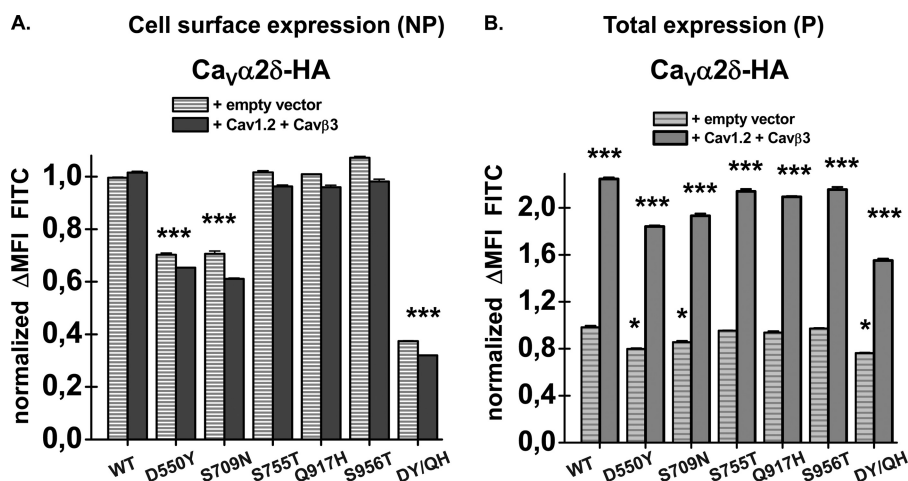 A.
Cell surface expression (NP)
CaVα2δ-HA
+ empty vector
+ Cav1.2 + Cavβ3
normalized ΔMFI FITC
1,0
0,8
0,6
0,4
0,2
0,0
***
***
***
WT
D550Y
S709N
S755T
Q917H
S956T
DY/QH
B.
Total expression (P)
CaVα2δ-HA
+ empty vector
+ Cav1.2 + Cavβ3
normalized ΔMFI FITC
2,0
1,6
1,2
0,8
0,4
0,0
***
***
***
***
***
***
***
*
*
*
WT
D550Y
S709N
S755T
Q917H
S956T
DY/QH